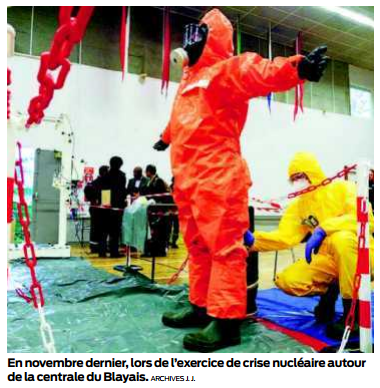 En novembre dernier, lors de l'exercice de crise nucléaire autour
de la centrale du Blayais. ARCHIVES J. J.